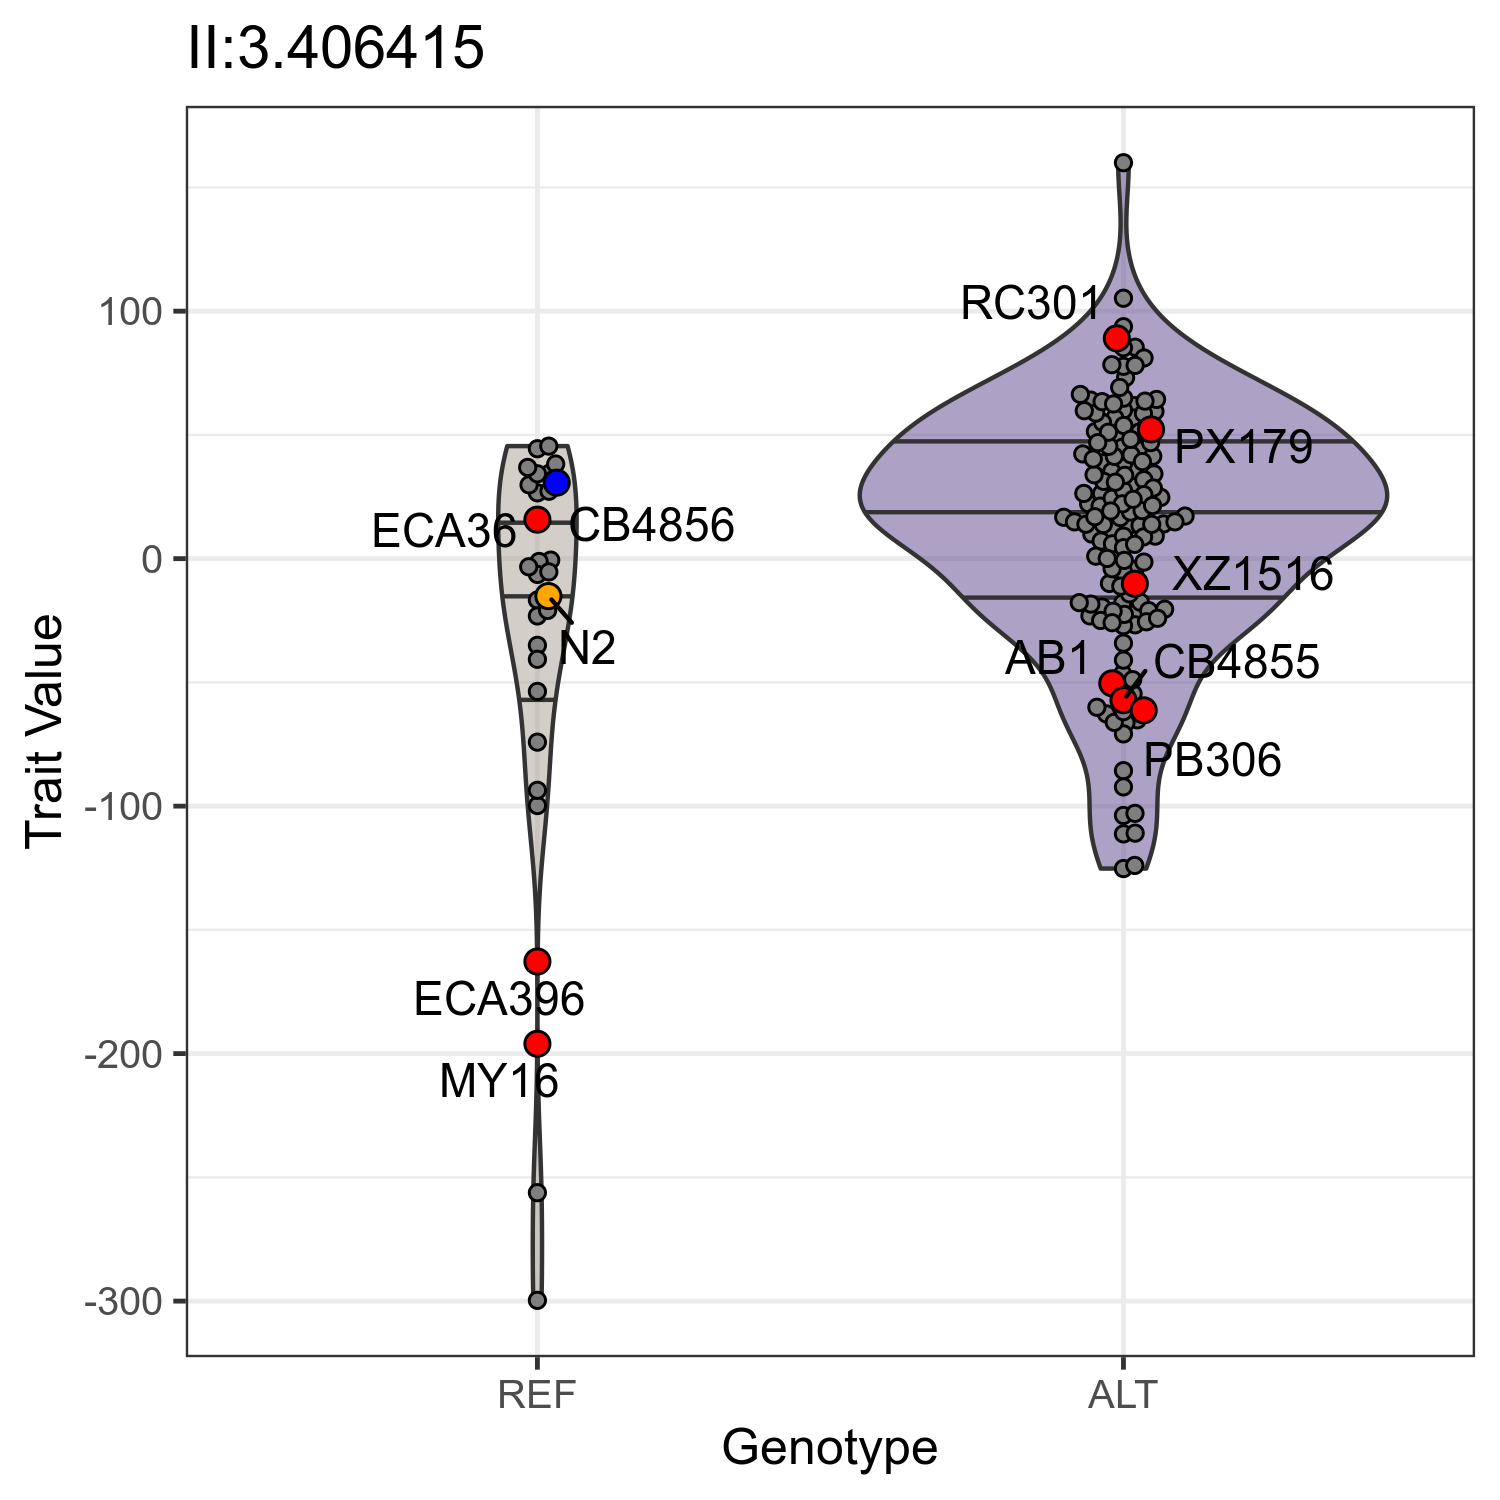 II:3.406415
Trait Value
100
0
-100
-200
-300
RC301
PX179
ECA36
CB4856
XZ1516
N2
AB1
CB4855
PB306
ECA396
MY16
REF
ALT
Genotype